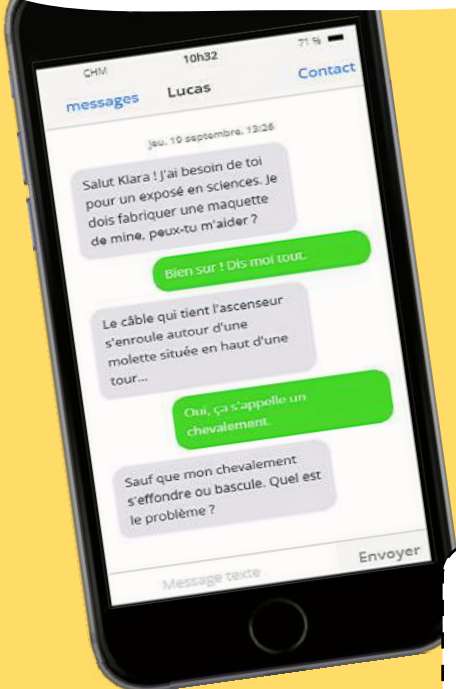 CHM 10h32 71 %
messages Lucas Contact
jeu. 19 septembre, 13:26
Salut Klara ! J'ai besoin de toi
pour un exposé en sciences. Je
dois fabriquer une maquette
de mine, peux-tu m'aider ?
Bien sur ! Dis moi tout.
Le câble qui tient l'ascenseur
s'enroule autour d'une
molette située en haut d'une
tour...
Oui, ça s'appelle un
chevalement.
Sauf que mon chevalement
s'effondre ou bascule. Quel est
le problème ?
Message texte Envoyer